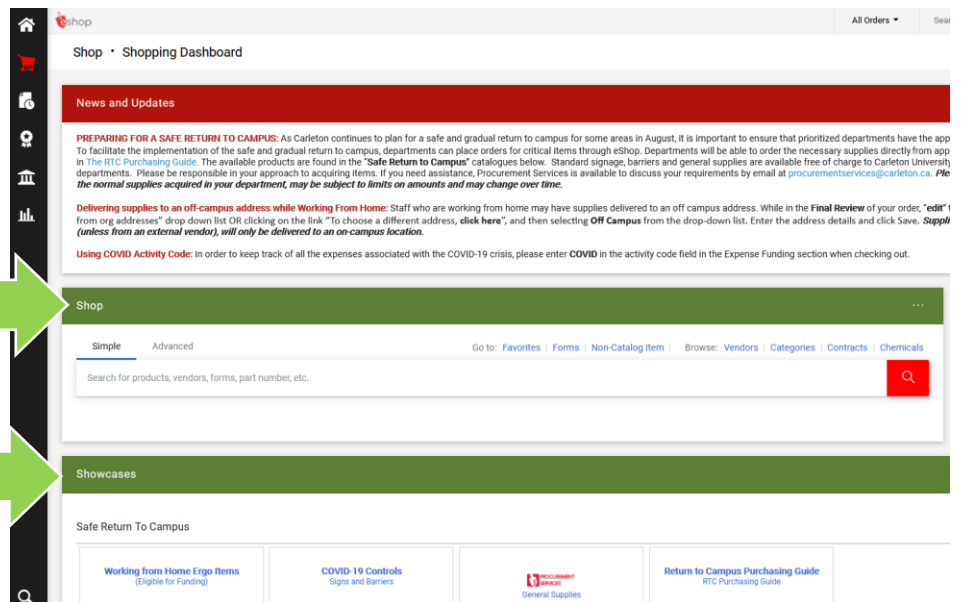 eshop
All Orders
Shop • Shopping Dashboard
News and Updates
PREPARING FOR A SAFE RETURN TO CAMPUS: As Carleton continues to plan for a safe and gradual return to campus for some areas in August, it is important to ensure that prioritized departments have the app
To facilitate the implementation of the safe and gradual return to campus, departments can place orders for critical items through eShop. Departments will be able to order the necessary supplies directly from app
in The RTC Purchasing Guide. The available products are found in the "Safe Return to Campus" catalogues below. Standard signage, barriers and general supplies are available free of charge to Carleton University
departments. Please be responsible in your approach to acquiring items. If you need assistance, Procurement Services is available to discuss your requirements by email at procurementservices@carleton.ca. Ple
the normal supplies acquired in your department, may be subject to limits on amounts and may change over time.
Delivering supplies to an off-campus address while Working From Home: Staff who are working from home may have supplies delivered to an off campus address. While in the Final Review of your order, "edit"
from org addresses" drop down list OR clicking on the link "To choose a different address, click here", and then selecting Off Campus from the drop-down list. Enter the address details and click Save. Suppli
(unless from an external vendor), will only be delivered to an on-campus location.
Using COVID Activity Code: In order to keep track of all the expenses associated with the COVID-19 crisis, please enter COVID in the activity code field in the Expense Funding section when checking out.
Shop ...
Simple Advanced Go to: Favorites | Forms | Non-Catalog Item | Browse: Vendors | Categories | Contracts | Chemicals
Search for products, vendors, forms, part number, etc.
Showcases
Safe Return To Campus
Working from Home Ergo Items COVID-19 Controls Return to Campus Purchasing Guide
(Eligible for Funding) Signs and Barriers PROCUREMENT SERVICES RTC Purchasing Guide
General Supplies